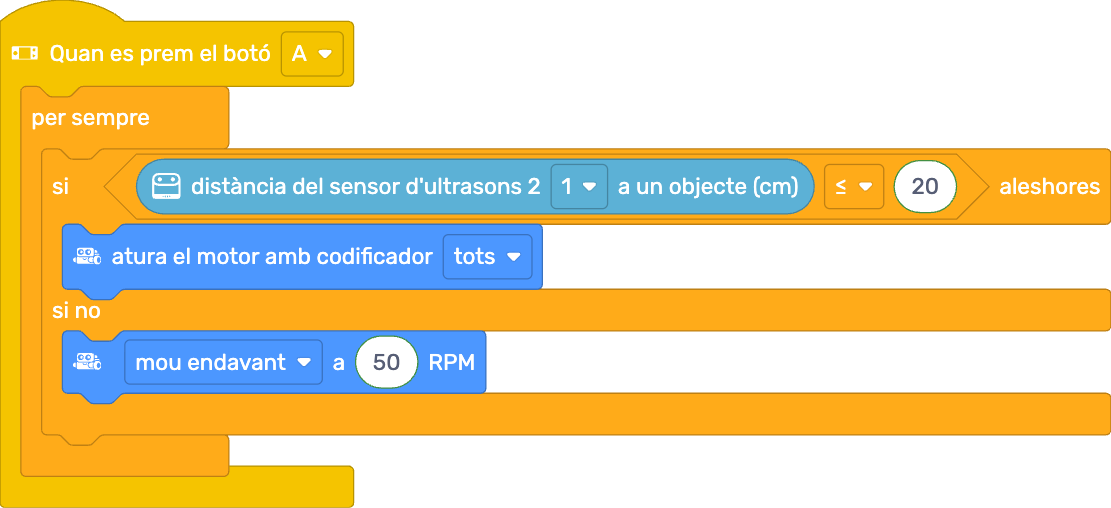 Quan es prem el botó A
per sempre
si distància del sensor d'ultrasons 2 1 a un objecte (cm) ≤ 20 aleshores
atura el motor amb codificador tots
si no
mou endavant a 50 RPM